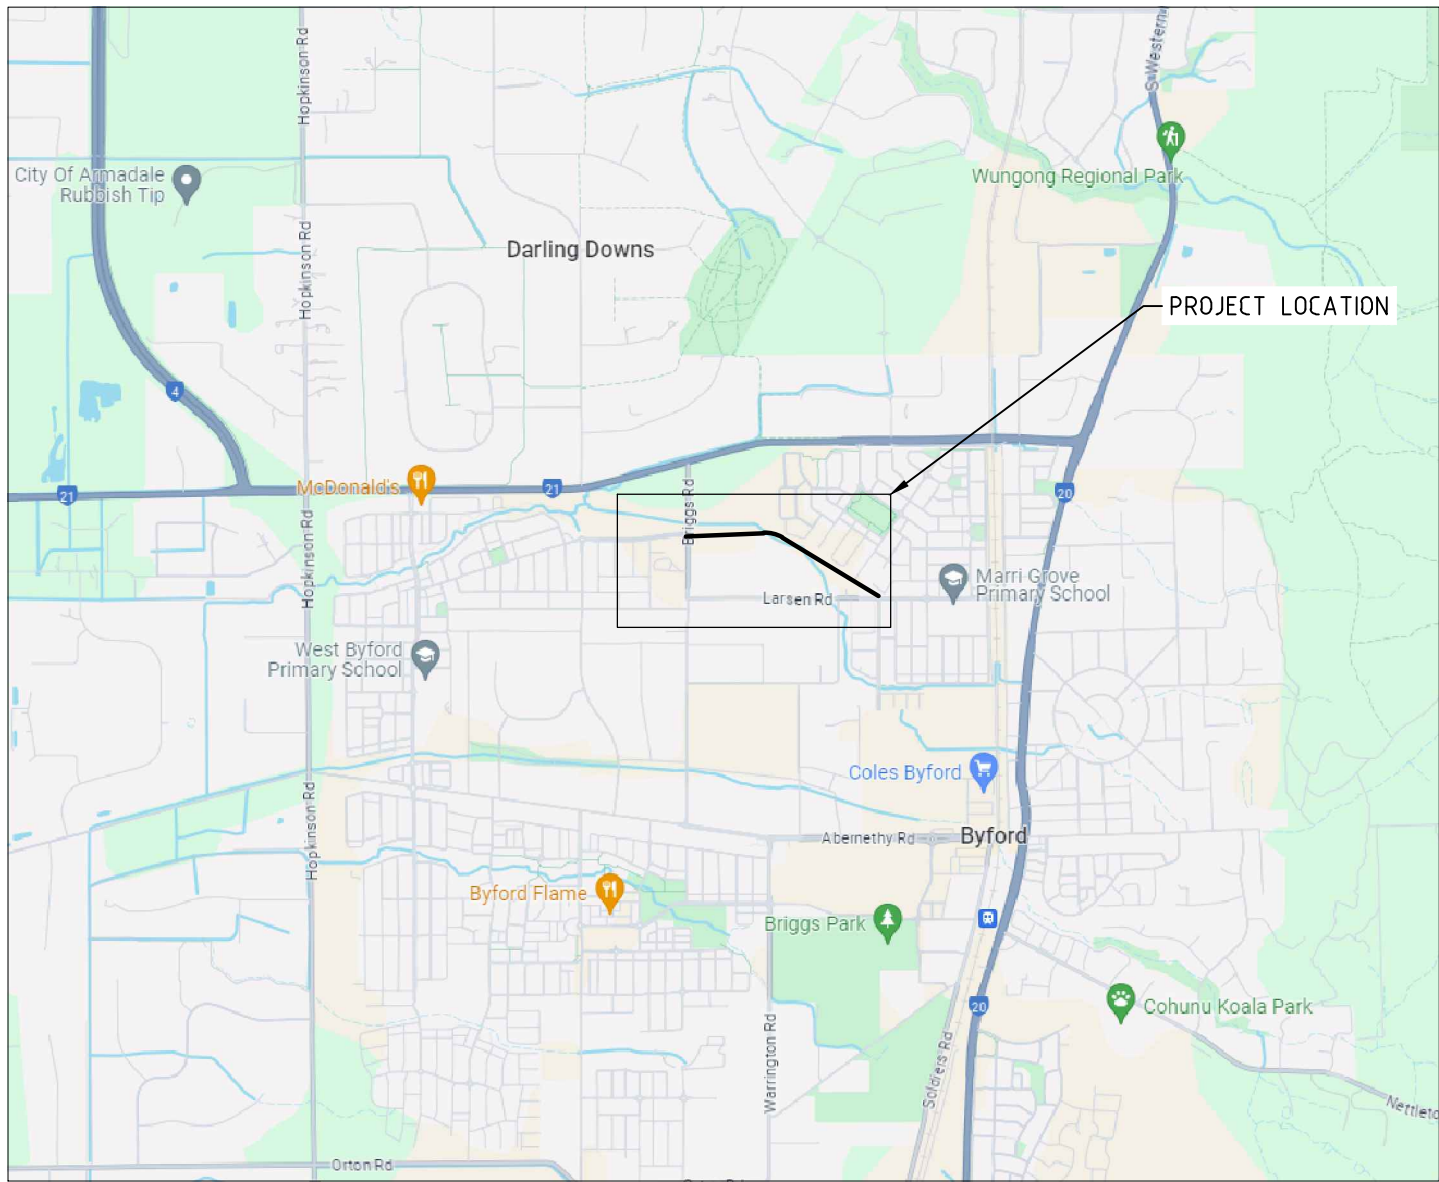 Hopkinson Rd
S Western
City Of Armadale
Rubbish Tip
Wungong Regional Park
Hopkinson Rd
Darling Downs
PROJECT LOCATION
4
McDonald's
21
21
20
Briggs Rd
Hopkinson Rd
Marri Grove
Primary School
Larsen Rd
West Byford
Primary School
Coles Byford
Hopkinson Rd
Abernethy Rd
Byford
Byford Flame
Briggs Park
20
Cohunu Koala Park
Warrington Rd
Soldiers Rd
Nettleto
Orton Rd